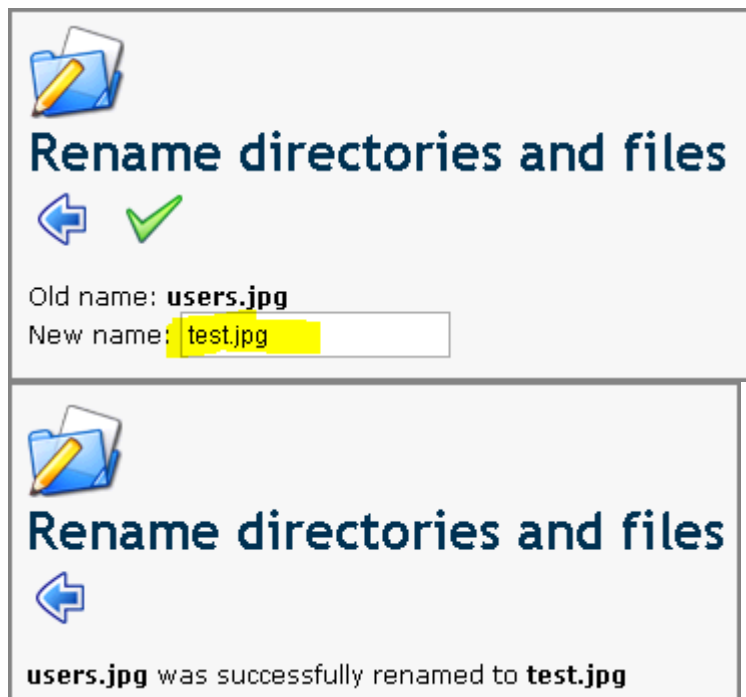 Rename directories and files
Old name: users.jpg
New name: test.jpg
Rename directories and files
users.jpg was successfully renamed to test.jpg